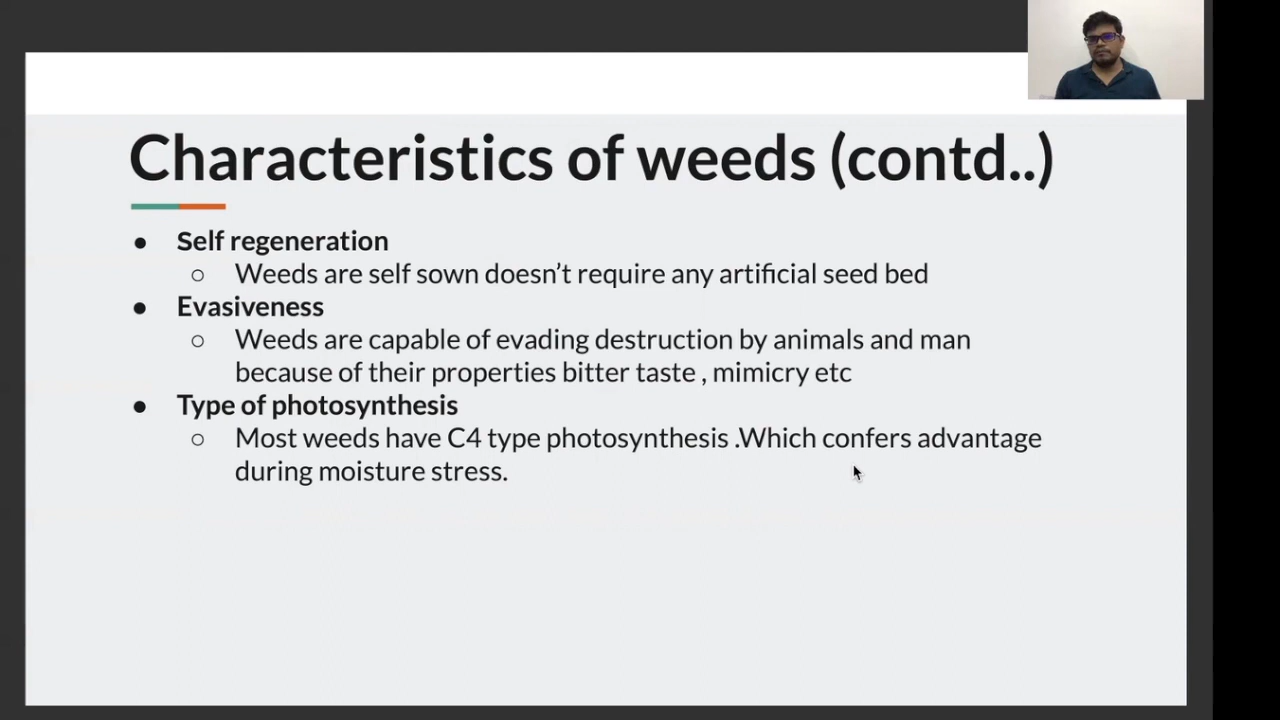 Characteristics of weeds (contd..)
● Self regeneration
○ Weeds are self sown doesn't require any artificial seed bed
● Evasiveness
○ Weeds are capable of evading destruction by animals and man
because of their properties bitter taste , mimicry etc
● Type of photosynthesis
○ Most weeds have C4 type photosynthesis .Which confers advantage
during moisture stress.